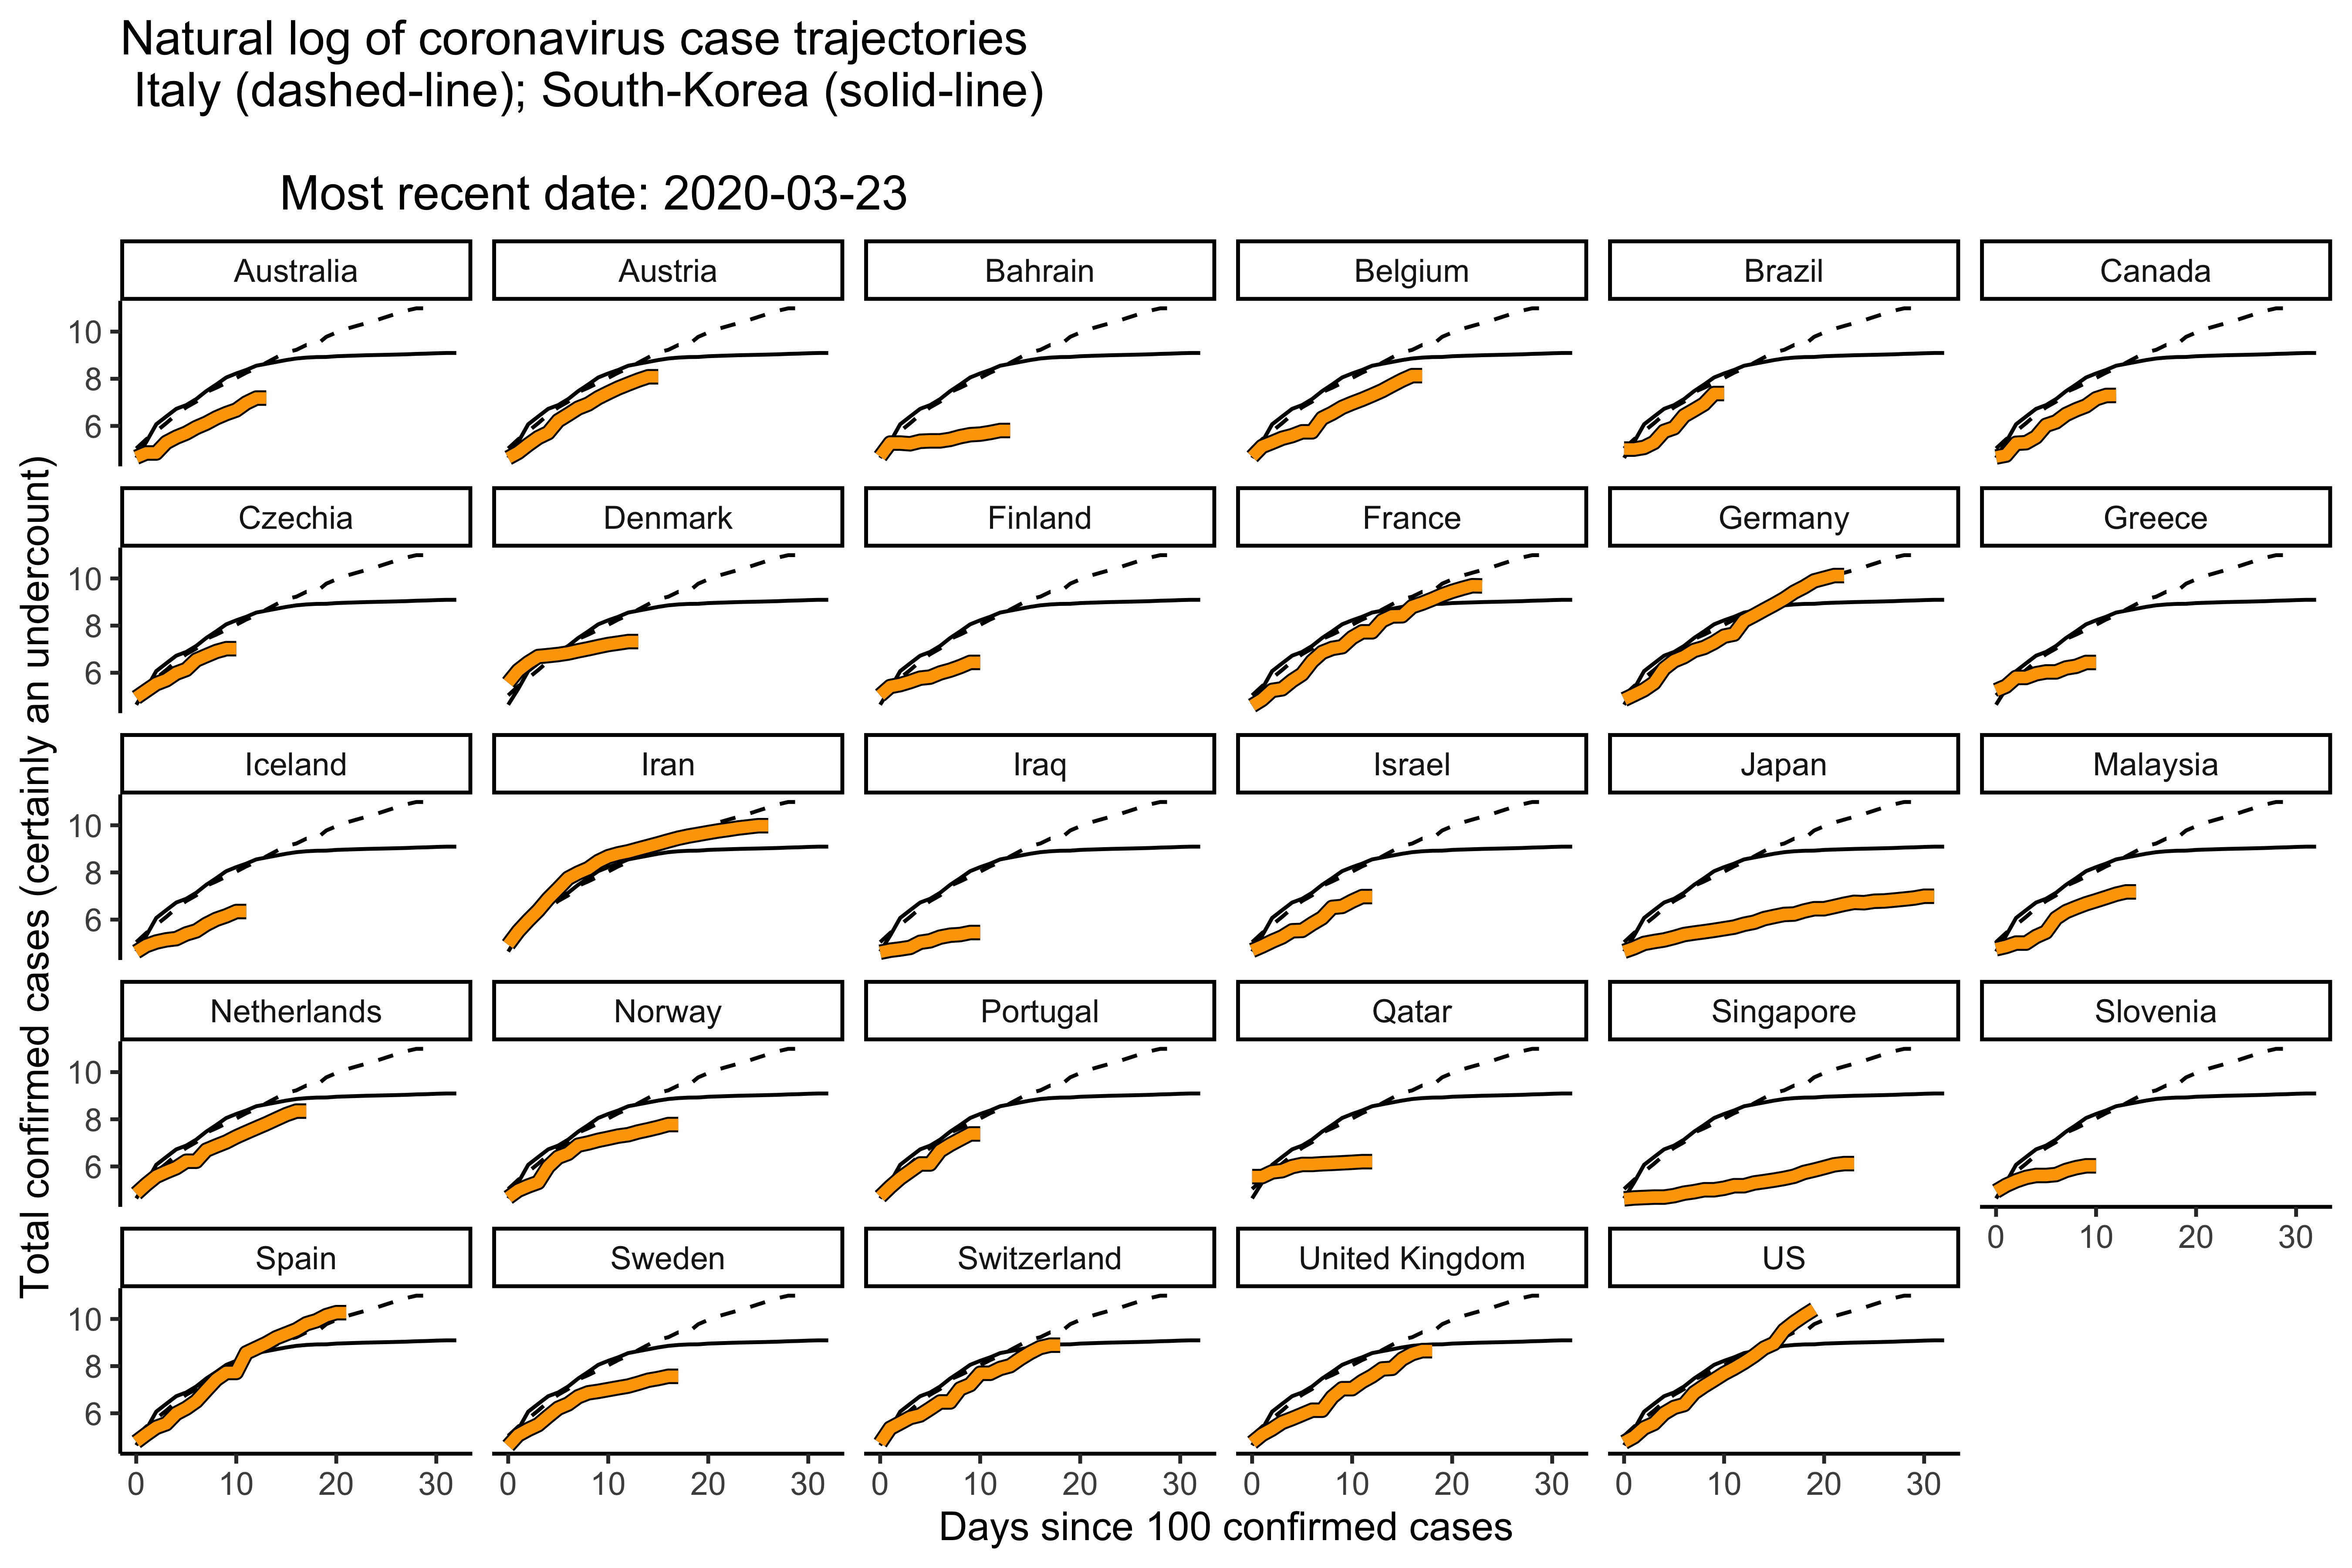 Natural log of coronavirus case trajectories
Italy (dashed-line); South-Korea (solid-line)
Most recent date: 2020-03-23
Total confirmed cases (certainly an undercount)
Australia
Austria
Bahrain
Belgium
Brazil
Canada
10
8
6
Czechia
Denmark
Finland
France
Germany
Greece
10
8
6
Iceland
Iran
Iraq
Israel
Japan
Malaysia
10
8
6
Netherlands
Norway
Portugal
Qatar
Singapore
Slovenia
10
8
6
0 10 20 30
Spain
Sweden
Switzerland
United Kingdom
US
10
8
6
0 10 20 30
0 10 20 30
0 10 20 30
0 10 20 30
0 10 20 30
Days since 100 confirmed cases